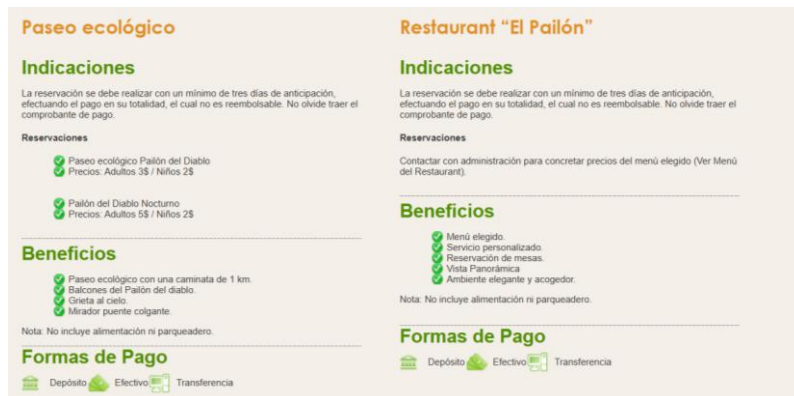 Paseo ecológico
Indicaciones
La reservación se debe realizar con un mínimo de tres días de anticipación,
efectuando el pago en su totalidad, el cual no es reembolsable. No olvide traer el
comprobante de pago.
Reservaciones
Paseo ecológico Pailón del Diablo
Precios: Adultos 3$ / Niños 2$
Pailón del Diablo Nocturno
Precios: Adultos 5$ / Niños 2$
Beneficios
Paseo ecológico con una caminata de 1 km.
Balcones del Pailón del diablo.
Grieta al cielo.
Mirador puente colgante.
Nota: No incluye alimentación ni parqueadero.
Formas de Pago
Depósito Efectivo Transferencia
Restaurant “El Pailón”
Indicaciones
La reservación se debe realizar con un mínimo de tres días de anticipación,
efectuando el pago en su totalidad, el cual no es reembolsable. No olvide traer el
comprobante de pago.
Reservaciones
Contactar con administración para concretar precios del menú elegido (Ver Menú
del Restaurant).
Beneficios
Menú elegido.
Servicio personalizado.
Reservación de mesas.
Vista Panorámica
Ambiente elegante y acogedor.
Nota: No incluye alimentación ni parqueadero.
Formas de Pago
Depósito Efectivo Transferencia